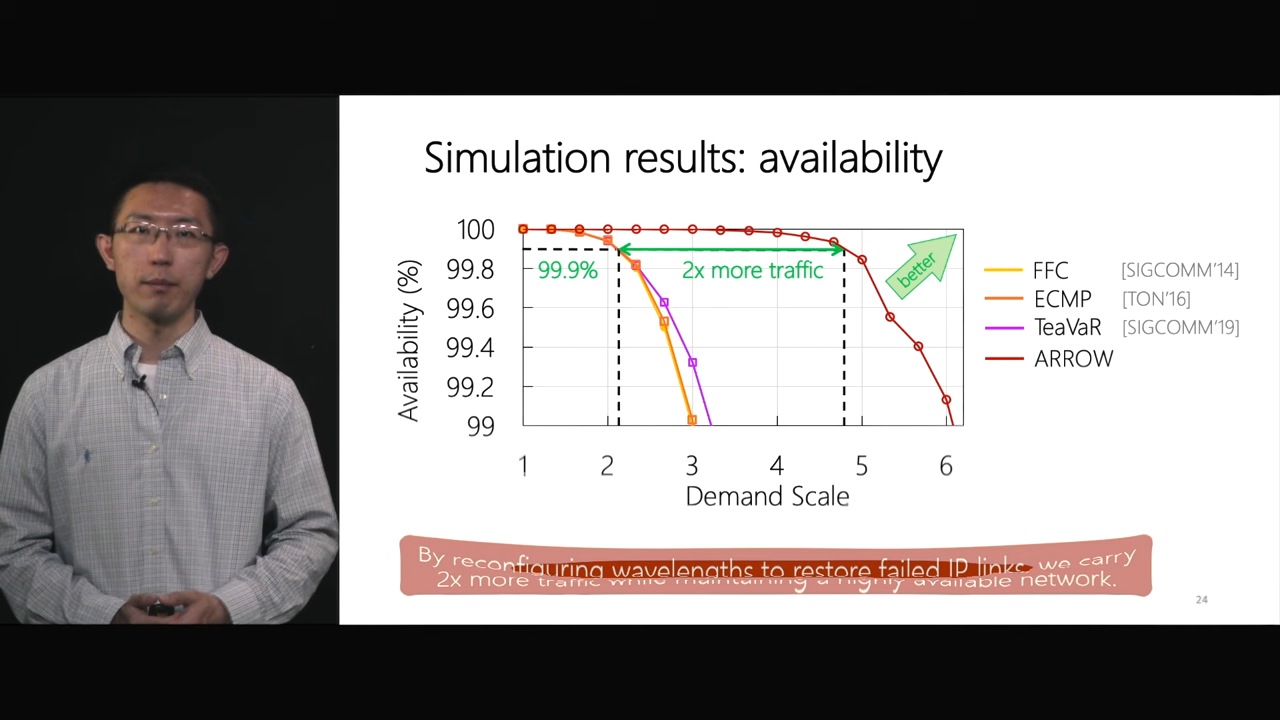 Simulation results: availability
100
99.8
99.6
99.4
99.2
99
Availability (%)
99.9%
2x more traffic
better
1 2 3 4 5 6
Demand Scale
FFC [SIGCOMM'14]
ECMP [TON'16]
TeaVaR [SIGCOMM'19]
ARROW
By reconfiguring wavelengths to restore failed IP links we carry
2x more traffic while maintaining a highly available network.
24